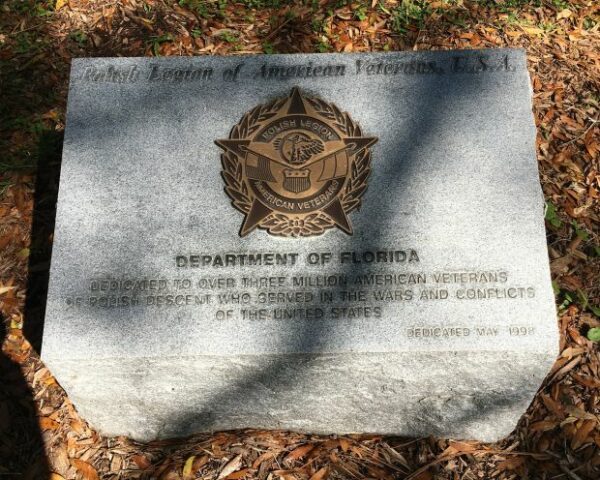 Polish Legion of American Veterans, U.S.A.
POLISH LEGION
AMERICAN VETERANS
DEPARTMENT OF FLORIDA
DEDICATED TO OVER THREE MILLION AMERICAN VETERANS
OF POLISH DESCENT WHO SERVED IN THE WARS AND CONFLICTS
OF THE UNITED STATES
DEDICATED MAY 1998